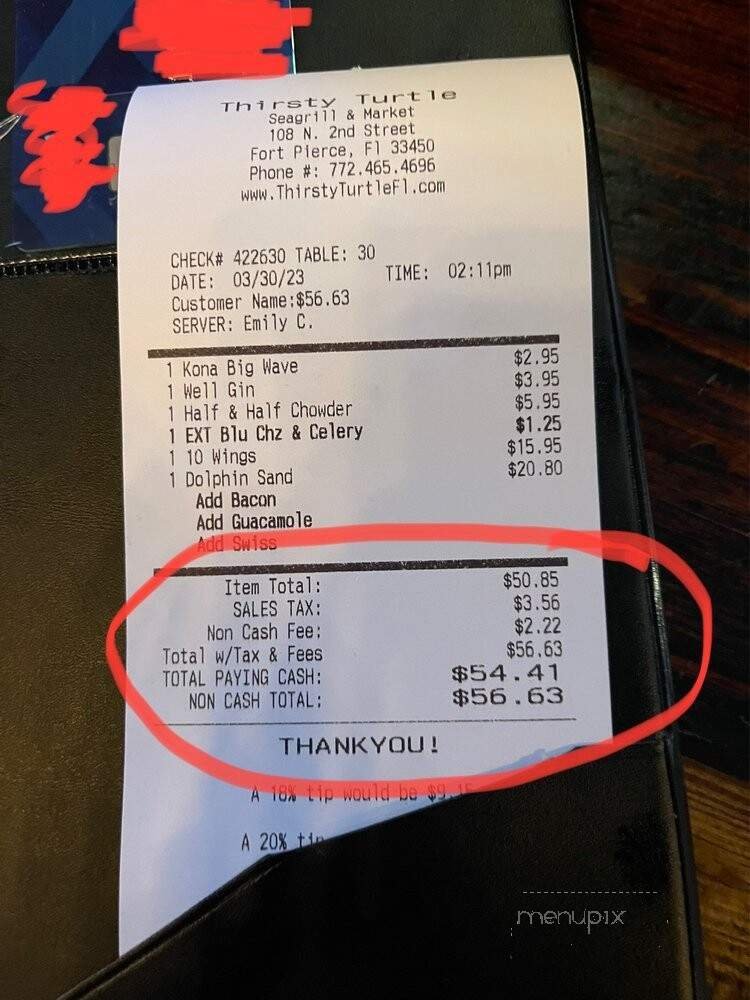 Thirsty Turtle
Seagrill & Market
108 N. 2nd Street
Fort Pierce, Fl 33450
Phone #: 772.465.4696
www.ThirstyTurtleFl.com
CHECK# 422630 TABLE: 30
DATE: 03/30/23 TIME: 02:11pm
Customer Name:$56.63
SERVER: Emily C.
1 Kona Big Wave $2.95
1 Well Gin $3.95
1 Half & Half Chowder $5.95
1 EXT Blu Chz & Celery $1.25
1 10 Wings $15.95
1 Dolphin Sand $20.80
Add Bacon
Add Guacamole
Add Swiss
Item Total: $50.85
SALES TAX: $3.56
Non Cash Fee: $2.22
Total w/Tax & Fees $56.63
TOTAL PAYING CASH: $54.41
NON CASH TOTAL: $56.63
THANKYOU!
A 18% tip would be $9.15
A 20% tip
menupix